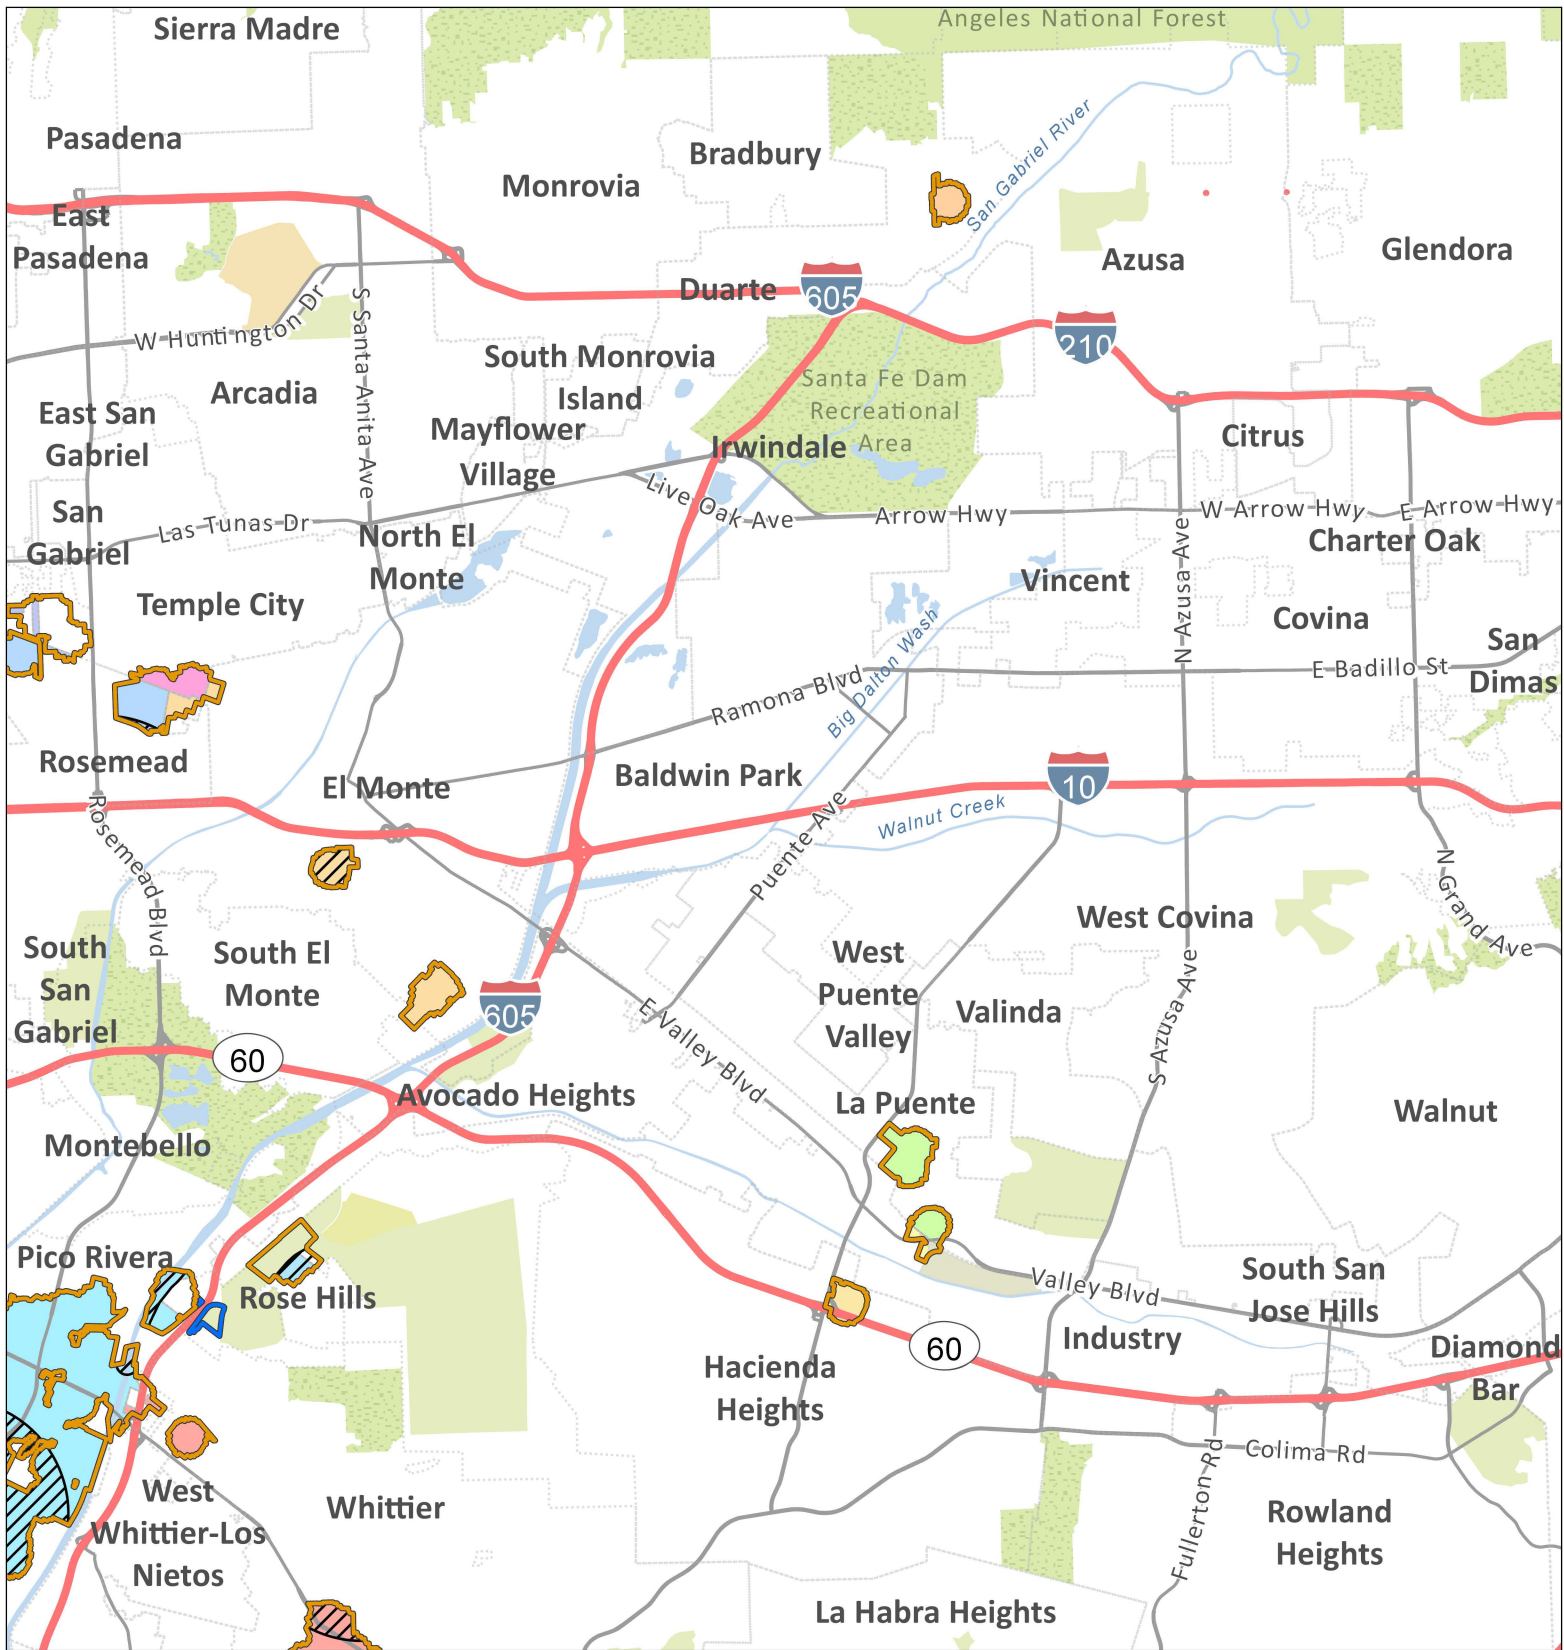 Angeles National Forest
Sierra Madre
Pasadena
Bradbury
Monrovia
San Gabriel River
East
Pasadena
Azusa
Glendora
Duarte
605
210
W Huntington Dr
S Santa Anita Ave
South Monrovia
Island
Santa Fe Dam
Recreational
Area
Arcadia
East San
Gabriel
Mayflower
Village
Irwindale
Citrus
San
Gabriel
Las Tunas Dr
Live Oak Ave
Arrow Hwy
W Arrow Hwy
E Arrow Hwy
North El
Monte
Charter Oak
Vincent
N Azusa Ave
Temple City
Covina
San
Dimas
Ramona Blvd
Big Dalton Wash
E Badillo St
Rosemead
El Monte
Baldwin Park
10
Rosemead Blvd
Puente Ave
Walnut Creek
N Grand Ave
West Covina
South
San
Gabriel
South El
Monte
West
Puente
Valley
Valinda
S Azusa Ave
605
E Valley Blvd
60
Avocado Heights
La Puente
Walnut
Montebello
Pico Rivera
Rose Hills
Valley Blvd
South San
Jose Hills
Industry
60
Diamond
Bar
Hacienda
Heights
Colima Rd
Fullerton Rd
West
Whittier-Los
Nietos
Whittier
Rowland
Heights
La Habra Heights